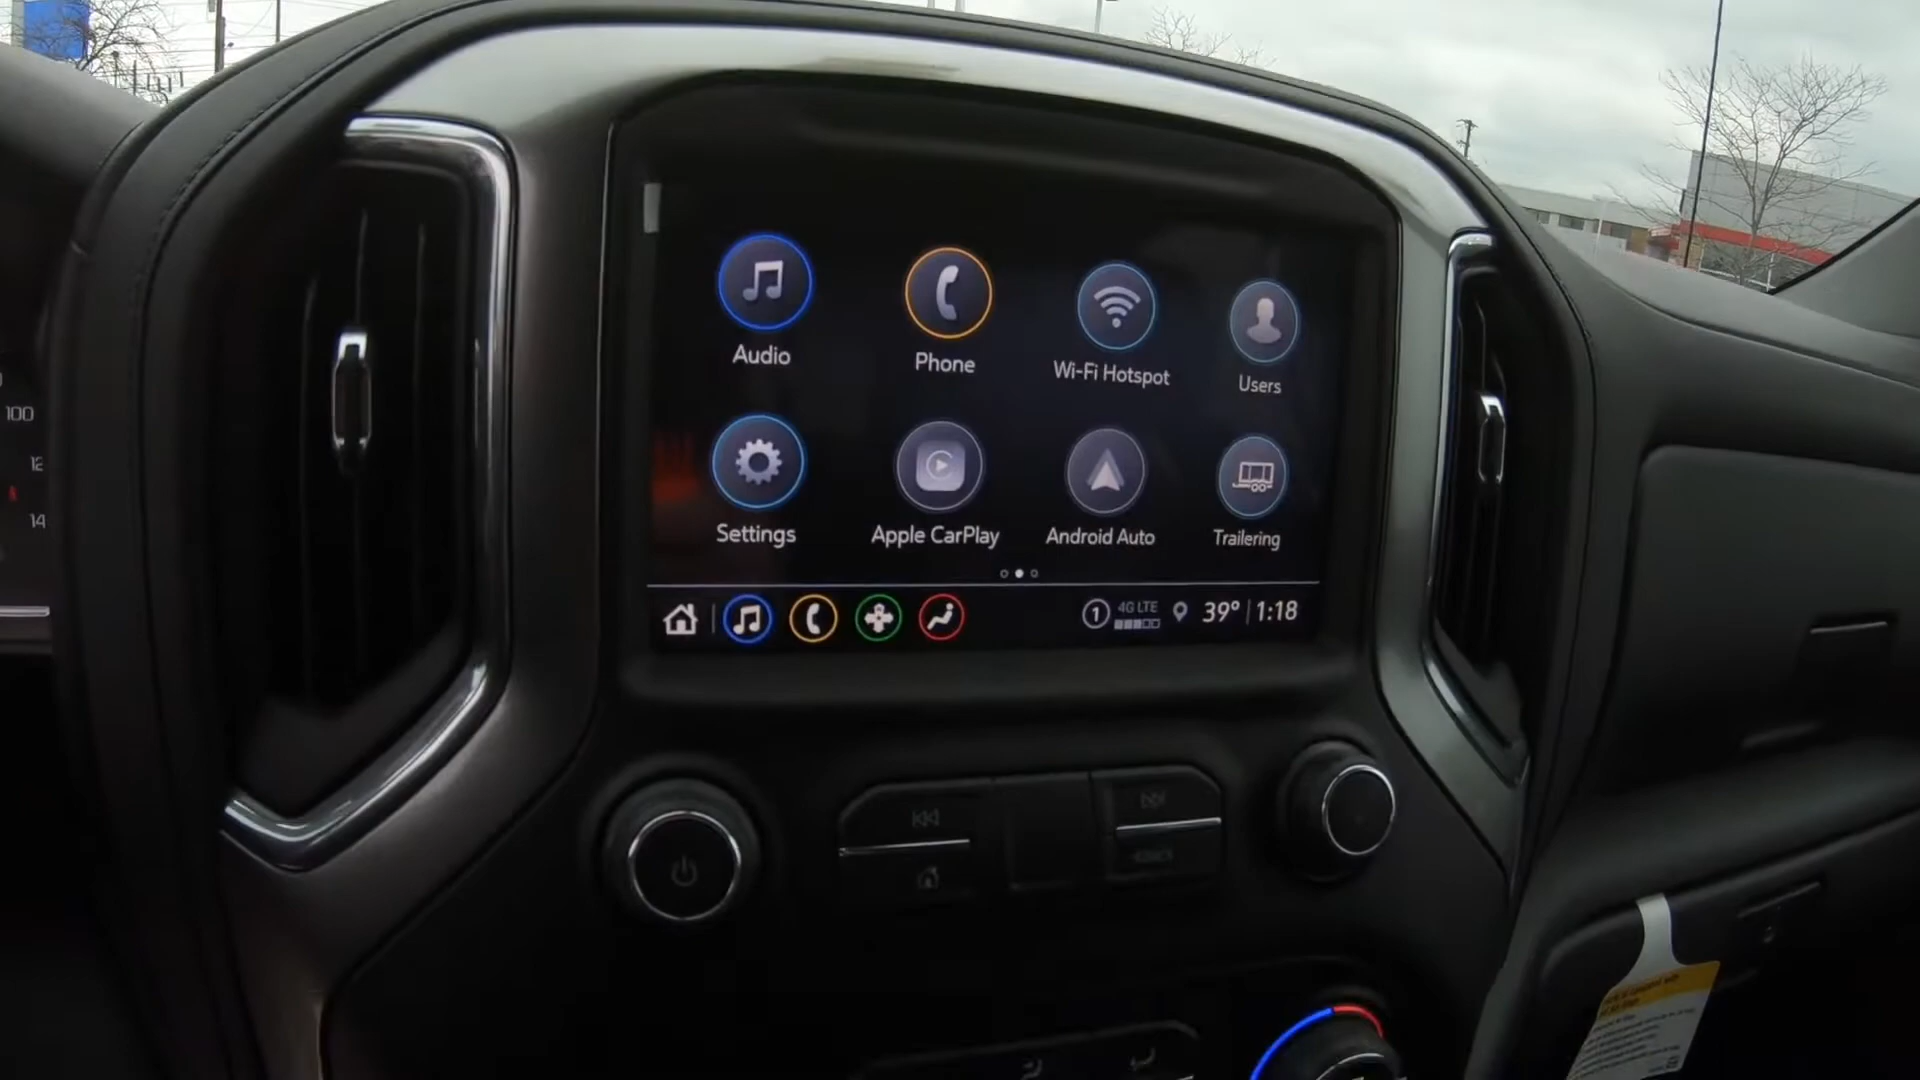 Audio
Phone
Wi-Fi Hotspot
Users
Settings
Apple CarPlay
Android Auto
Trailering
1
4G LTE
39° 1:18
100
12
14